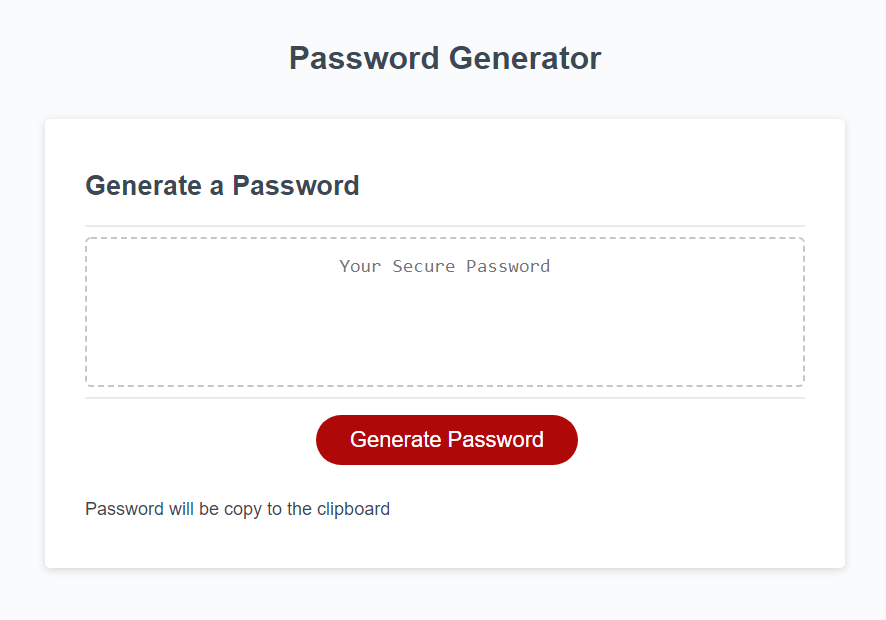 Password Generator
Generate a Password
Your Secure Password
Generate Password
Password will be copy to the clipboard